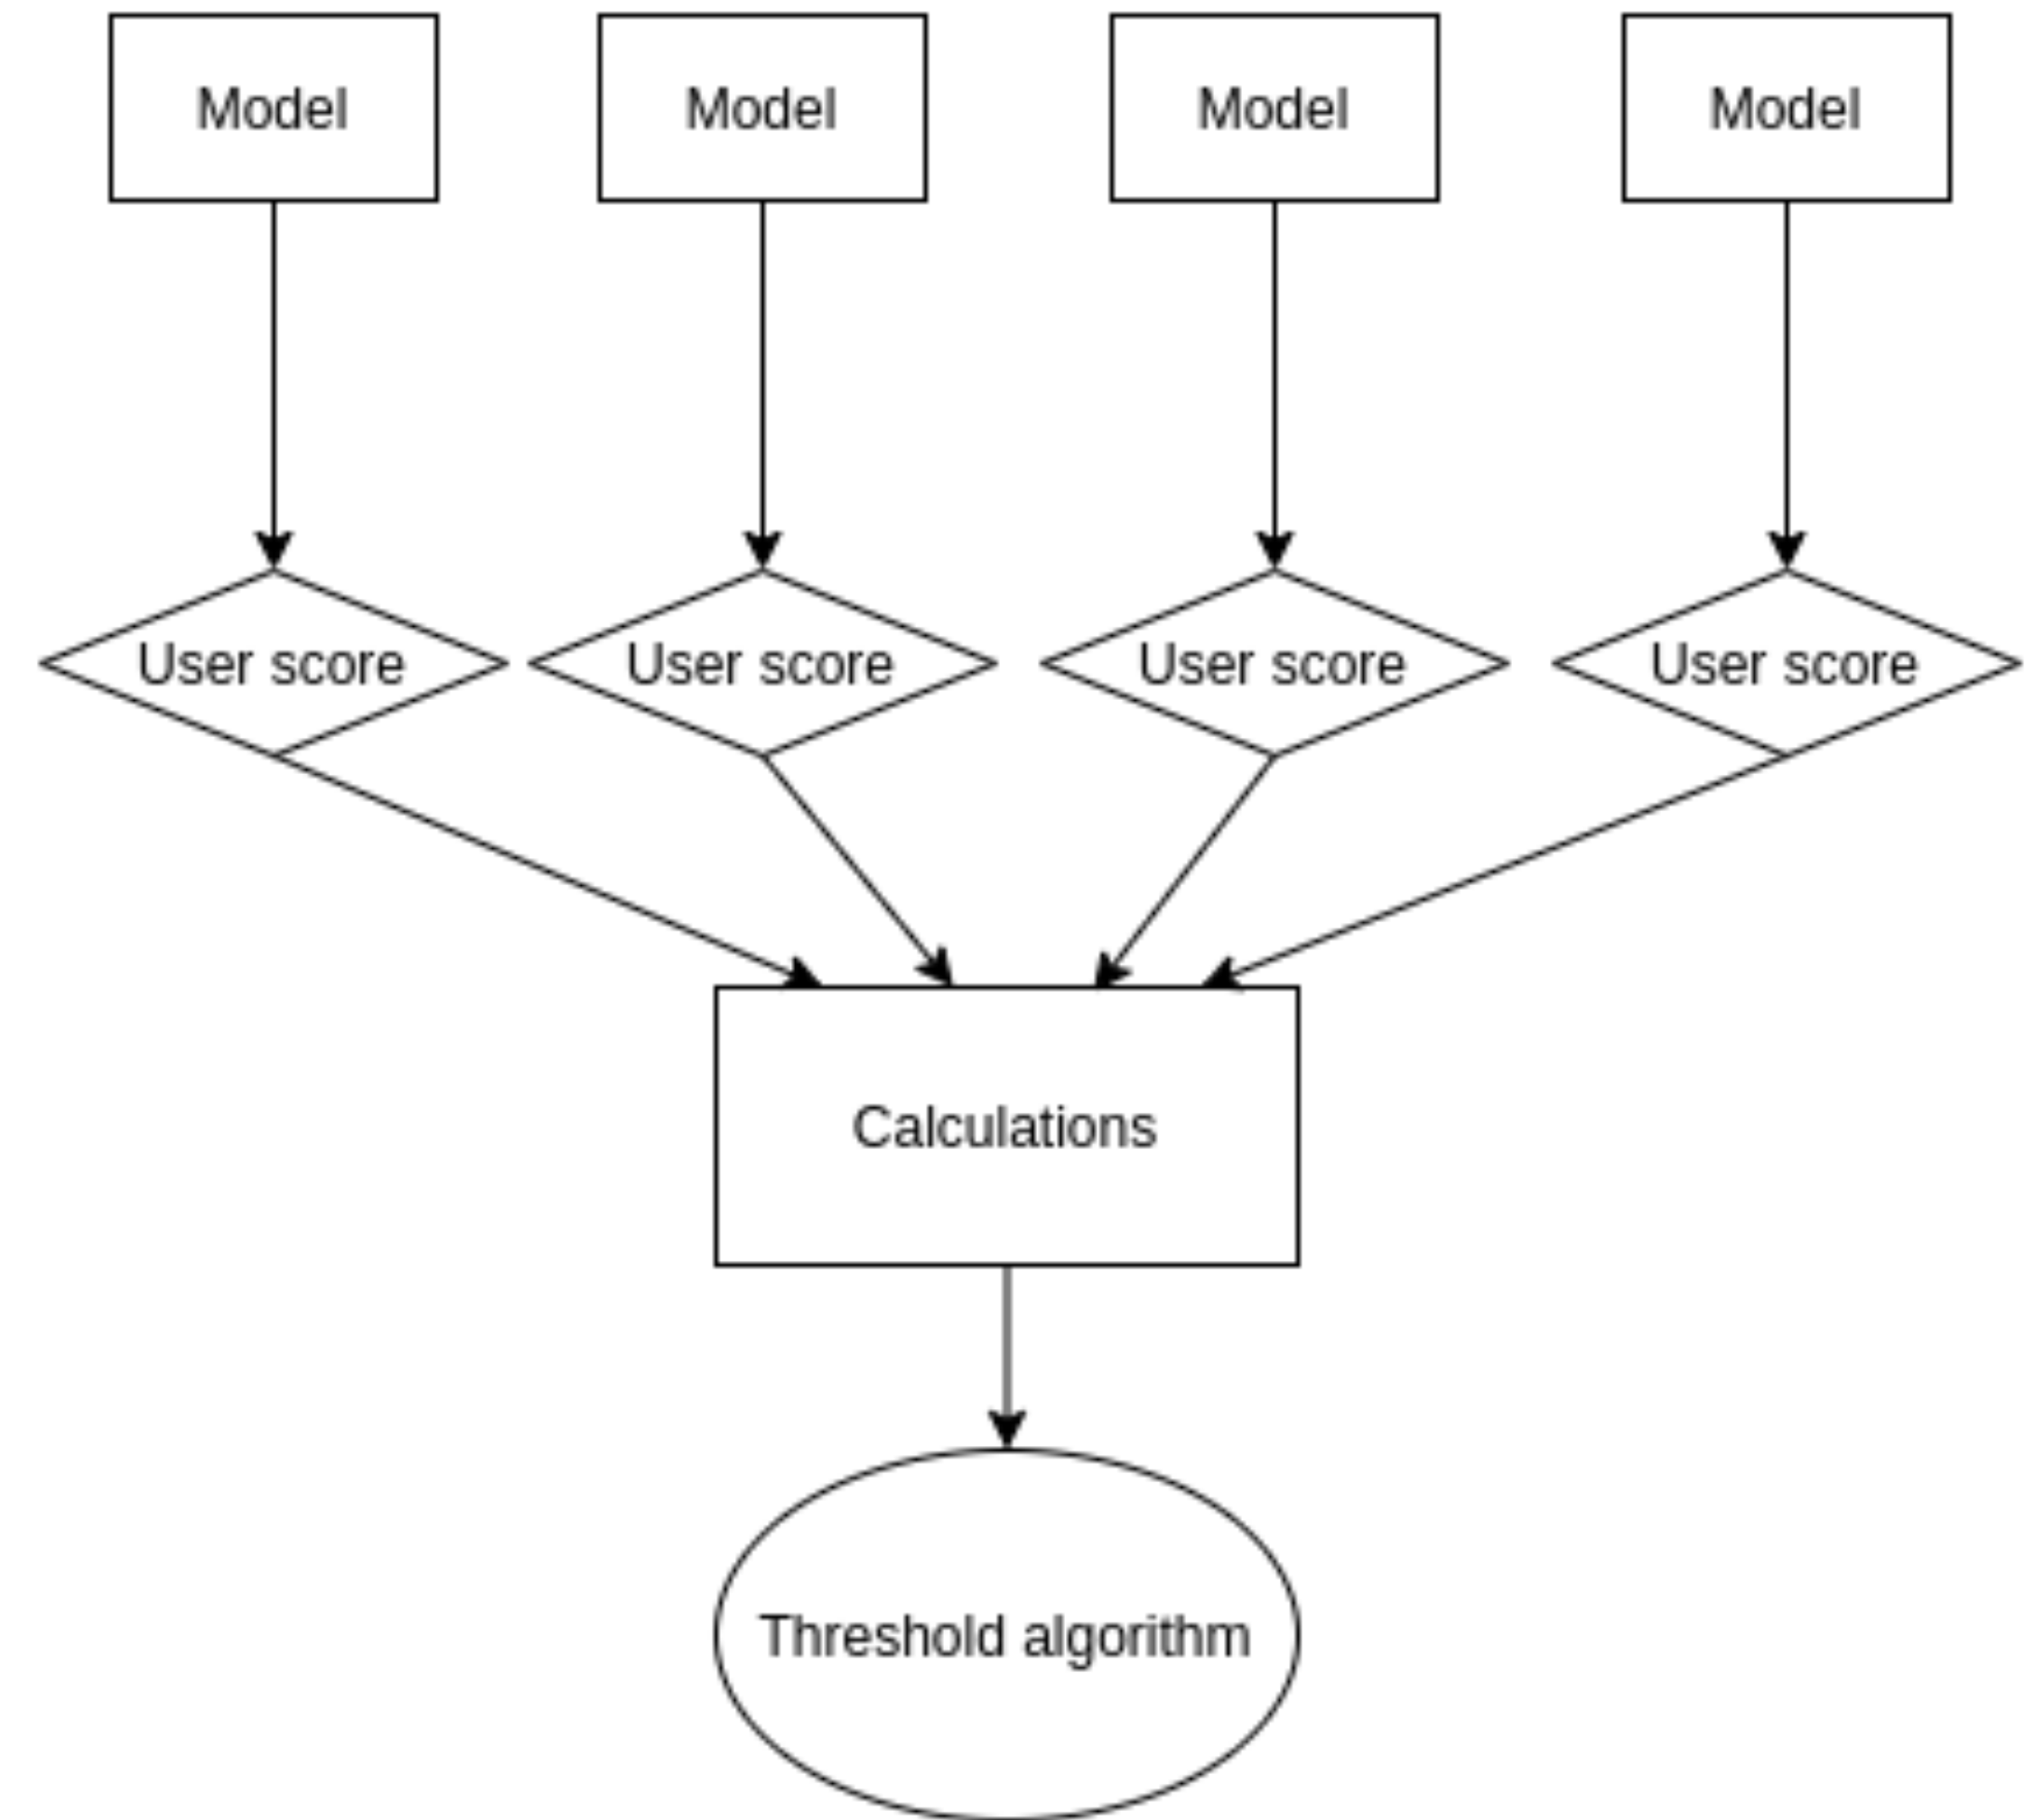 Model
Model
Model
Model
User score
User score
User score
User score
Calculations
Threshold algorithm